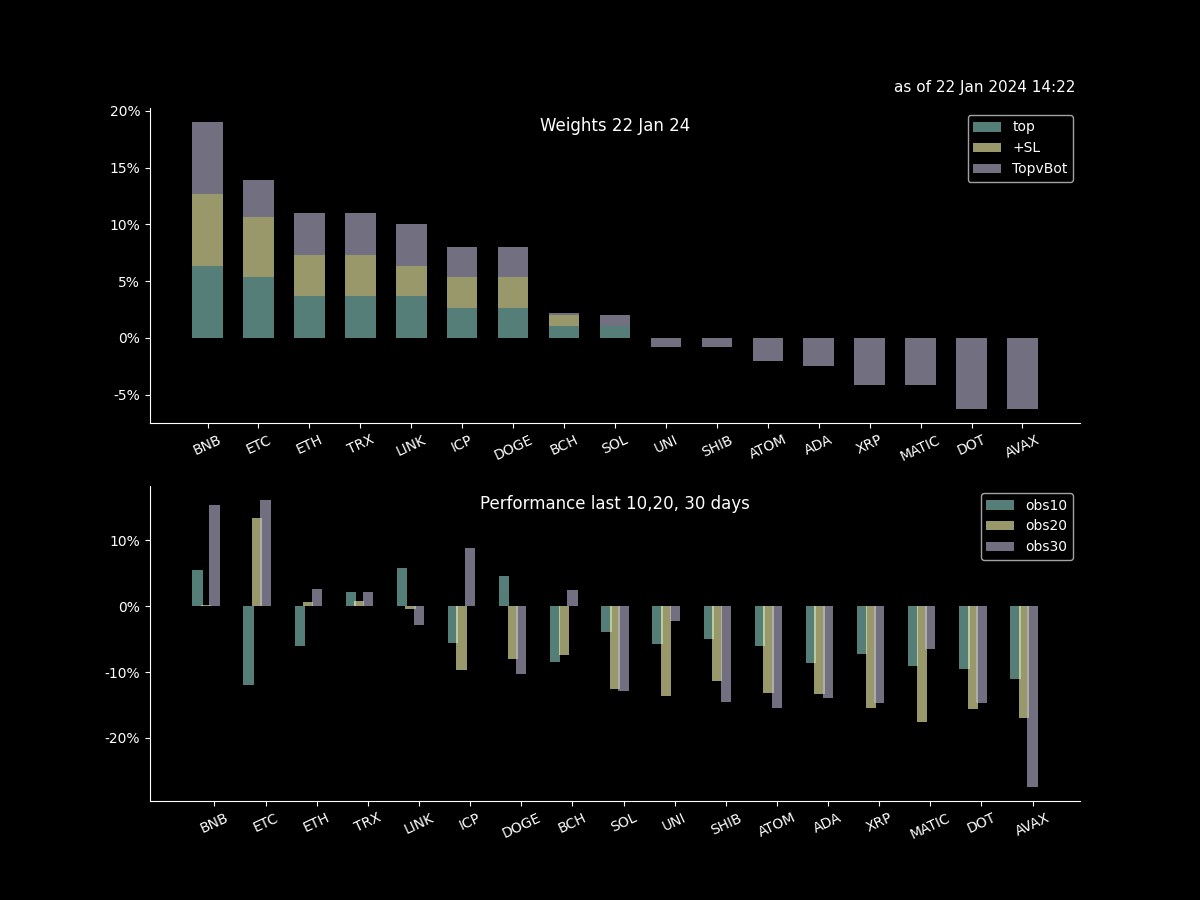 as of 22 Jan 2024 14:22
Weights 22 Jan 24
top
+SL
TopvBot
20%
15%
10%
5%
0%
-5%
BNB ETC ETH TRX LINK ICP DOGE BCH SOL UNI SHIB ATOM ADA XRP MATIC DOT AVAX
Performance last 10,20, 30 days
obs10
obs20
obs30
10%
0%
-10%
-20%
BNB ETC ETH TRX LINK ICP DOGE BCH SOL UNI SHIB ATOM ADA XRP MATIC DOT AVAX